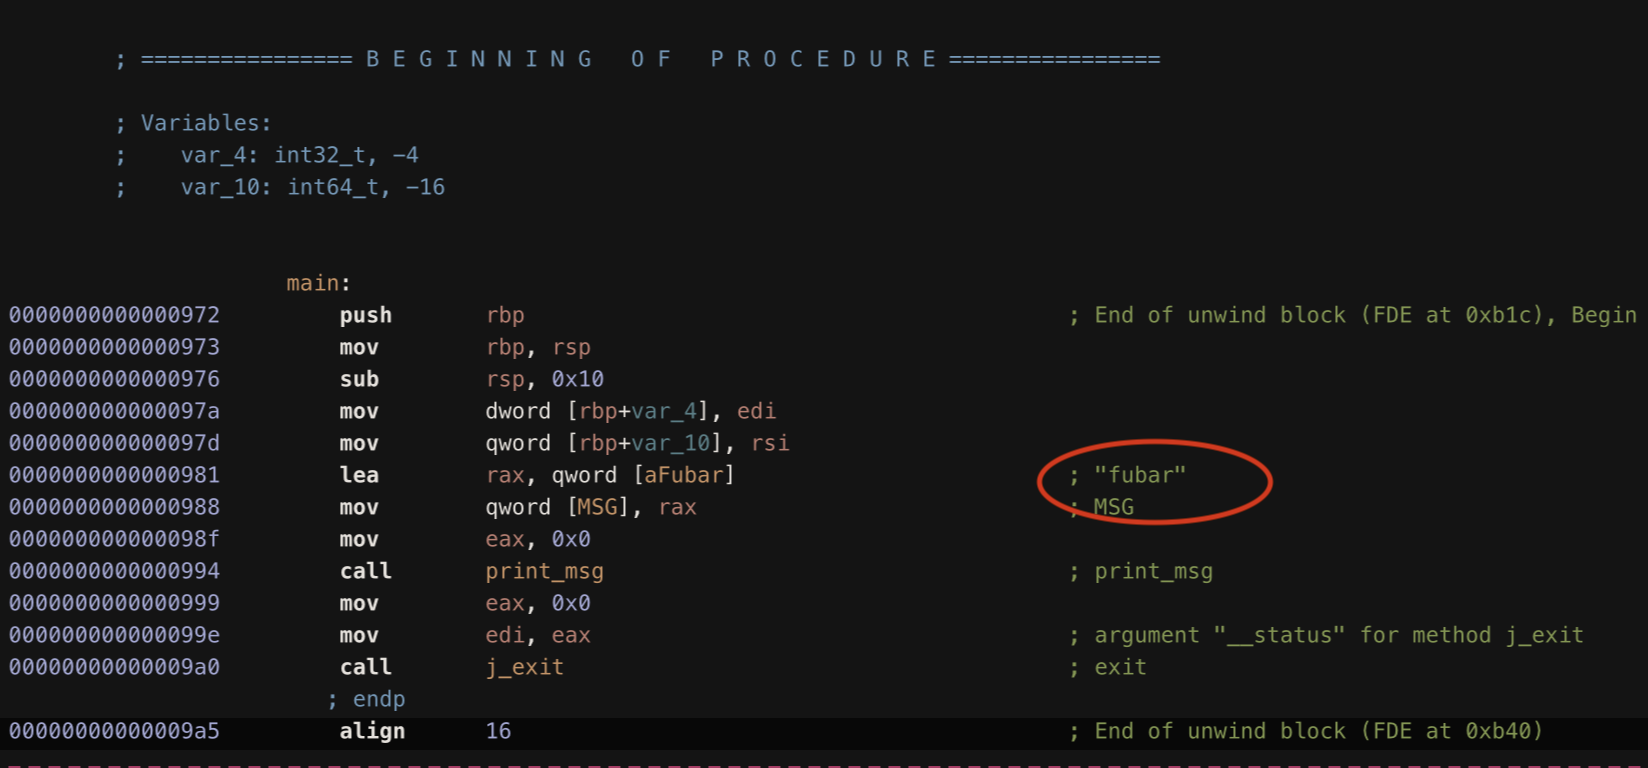 ; ================ B E G I N N I N G   O F   P R O C E D U R E ================
; Variables:
;    var_4: int32_t, −4
;    var_10: int64_t, −16
main:
0000000000000972 push rbp ; End of unwind block (FDE at 0xb1c), Begin
0000000000000973 mov rbp, rsp
0000000000000976 sub rsp, 0x10
000000000000097a mov dword [rbp+var_4], edi
000000000000097d mov qword [rbp+var_10], rsi
0000000000000981 lea rax, qword [aFubar] ; "fubar"
0000000000000988 mov qword [MSG], rax ; MSG
000000000000098f mov eax, 0x0
0000000000000994 call print_msg ; print_msg
0000000000000999 mov eax, 0x0
000000000000099e mov edi, eax ; argument "__status" for method j_exit
00000000000009a0 call j_exit ; exit
; endp
00000000000009a5 align 16 ; End of unwind block (FDE at 0xb40)